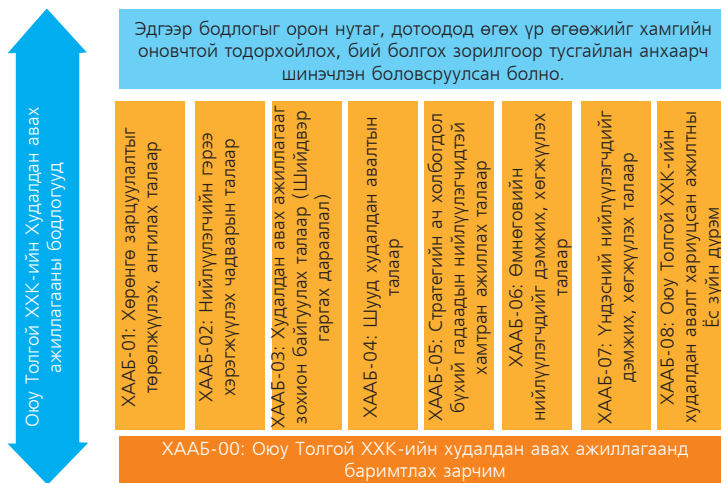 Эдгээр бодлогыг орон нутаг, дотоодод өгөх үр өгөөжийг хамгийн
оновчтой тодорхойлох, бий болгох зорилгоор тусгайлан анхаарч
шинэчлэн боловсруулсан болно.
Оюу Толгой ХХК-ийн Худалдан авах
ажиллагааны бодлогууд
ХААБ-01: Хөрөнгө зарцуулалтыг
төрөлжүүлэх, ангилах талаар
ХААБ-02: Нийлүүлэгчийн гэрээ
хэрэгжүүлэх чадварын талаар
ХААБ-03: Худалдан авах ажиллагааг
зохион байгуулах талаар (Шийдвэр
гаргах дараалал)
ХААБ-04: Шууд худалдан авалтын
талаар
ХААБ-05: Стратегийн ач холбогдол
бүхий гадаадын нийлүүлэгчидтэй
хамтран ажиллах талаар
ХААБ-06: Өмнөговийн
нийлүүлэгчдийг дэмжих, хөгжүүлэх
талаар
ХААБ-07: Үндэсний нийлүүлэгчдийг
дэмжих, хөгжүүлэх талаар
ХААБ-08: Оюу Толгой ХХК-ийн
худалдан авалт хариуцсан ажилтны
Ёс зүйн дүрэм
ХААБ-00: Оюу Толгой ХХК-ийн худалдан авах ажиллагаанд
баримтлах зарчим